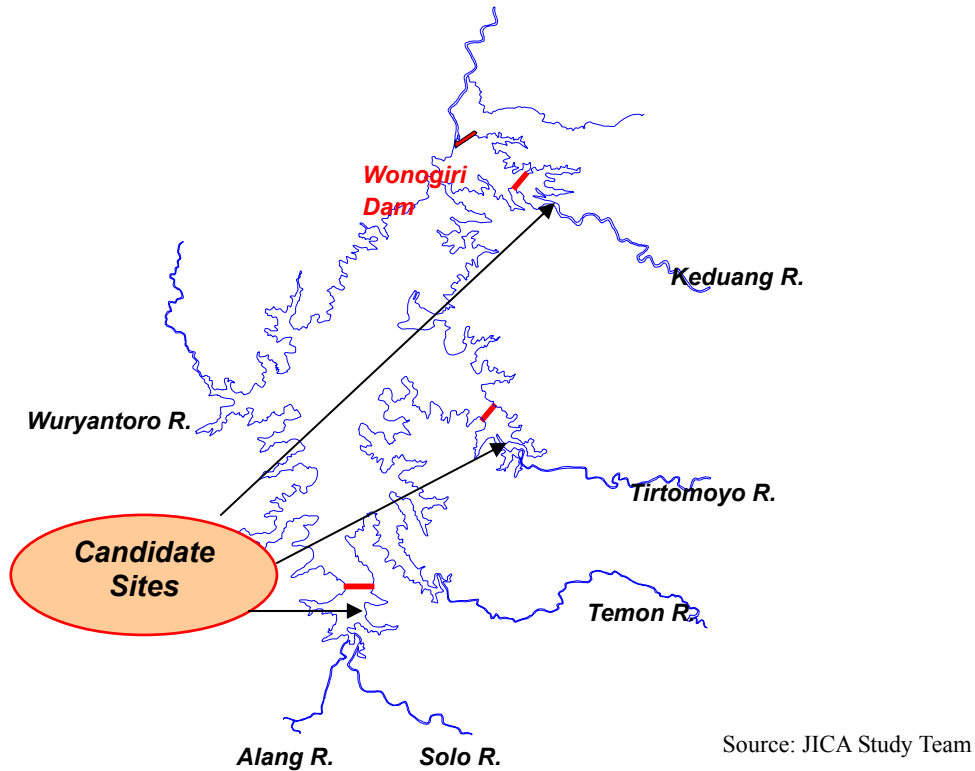 Wonogiri
Dam
Keduang R.
Wuryantoro R.
Tirtomoyo R.
Candidate
Sites
Temon R.
Alang R.
Solo R.
Source: JICA Study Team